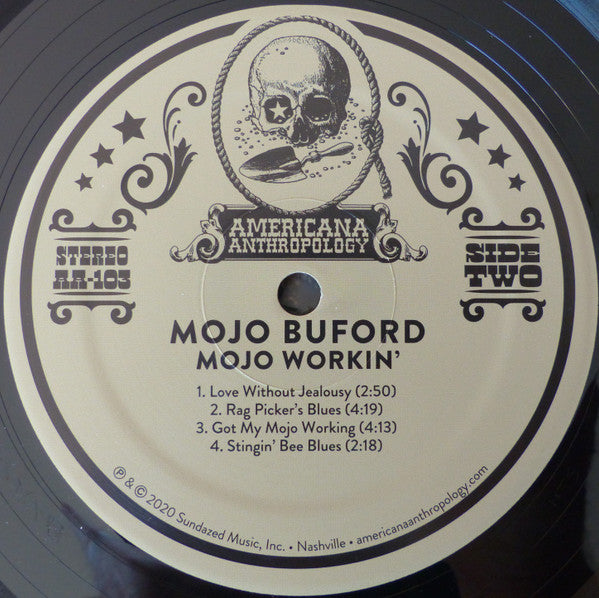 AMERICANA
ANTHROPOLOGY
STEREO
AA-103
SIDE
TWO
MOJO BUFORD
MOJO WORKIN'
1. Love Without Jealousy (2:50)
2. Rag Picker's Blues (4:19)
3. Got My Mojo Working (4:13)
4. Stingin' Bee Blues (2:18)
℗ & © 2020 Sundazed Music, Inc. • Nashville • americanaanthropology.com